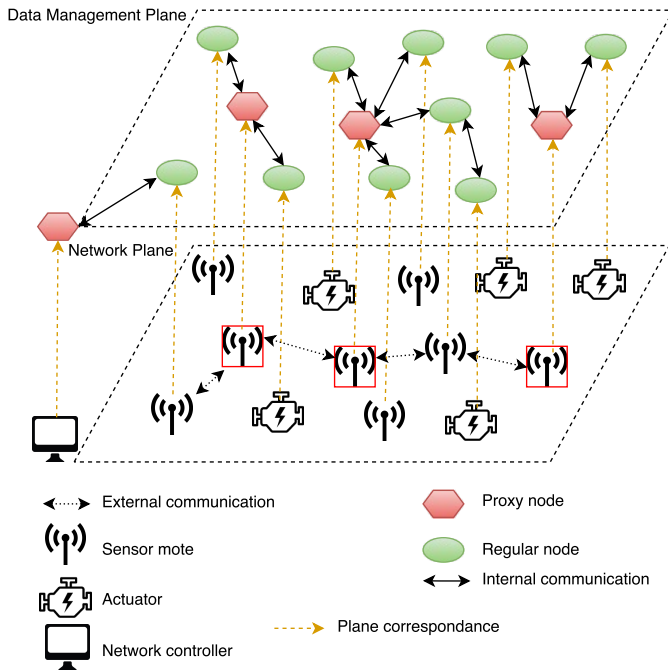 Data Management Plane
Network Plane
External communication
Sensor mote
Actuator
Network controller
Proxy node
Regular node
Internal communication
Plane correspondance